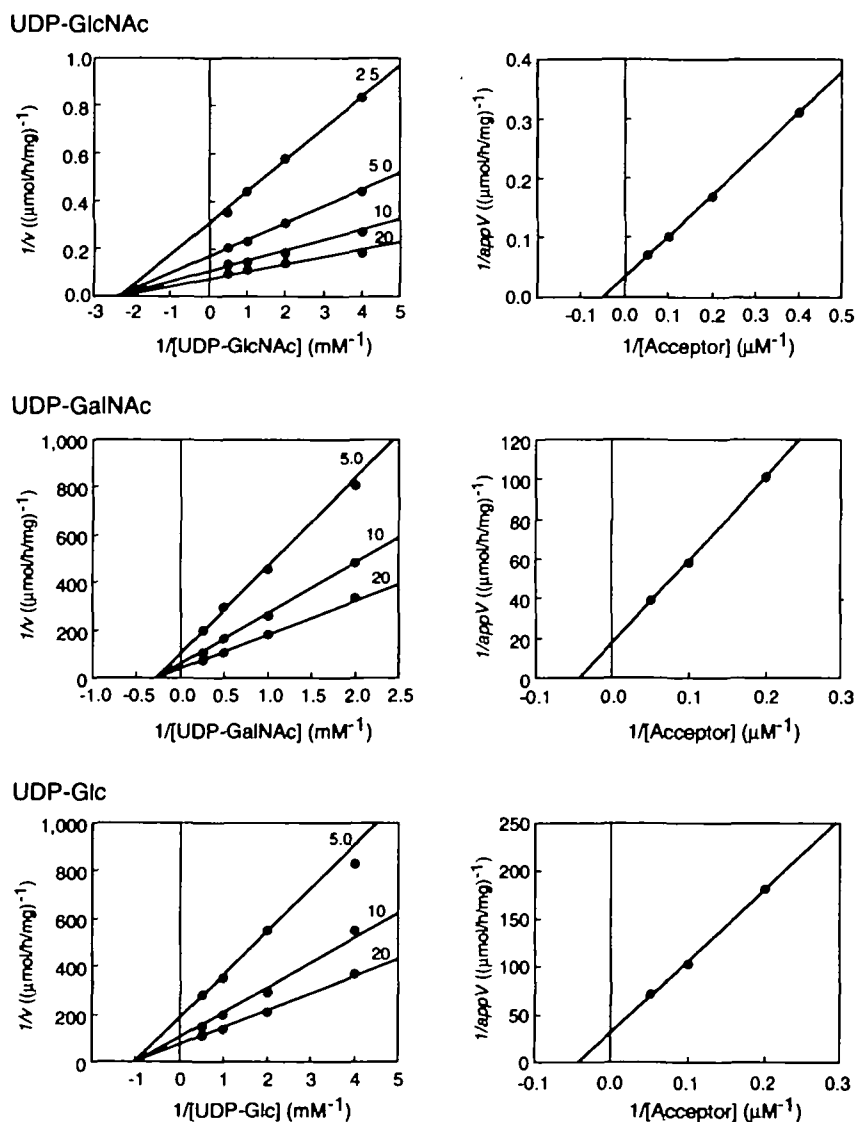 UDP-GlcNAc
1.0
0.8
0.6
0.4
0.2
0.0
1/v ((μmol/h/mg)⁻¹)
2 5
5 0
10
20
-3 -2 -1 0 1 2 3 4 5
1/[UDP-GlcNAc] (mM⁻¹)
0.4
0.3
0.2
0.1
0.0
1/appV ((μmol/h/mg)⁻¹)
-0.1 0.0 0.1 0.2 0.3 0.4 0.5
1/[Acceptor] (μM⁻¹)
UDP-GalNAc
1,000
800
600
400
200
0
1/v ((μmol/h/mg)⁻¹)
5.0
10
20
-1.0 -0.5 0.0 0.5 1.0 1.5 2.0 2.5
1/[UDP-GalNAc] (mM⁻¹)
120
100
80
60
40
20
0
1/appV ((μmol/h/mg)⁻¹)
-0.1 0.0 0.1 0.2 0.3
1/[Acceptor] (μM⁻¹)
UDP-Glc
1,000
800
600
400
200
0
1/v ((μmol/h/mg)⁻¹)
5.0
10
20
-1 0 1 2 3 4 5
1/[UDP-Glc] (mM⁻¹)
250
200
150
100
50
0
1/appV ((μmol/h/mg)⁻¹)
-0.1 0.0 0.1 0.2 0.3
1/[Acceptor] (μM⁻¹)